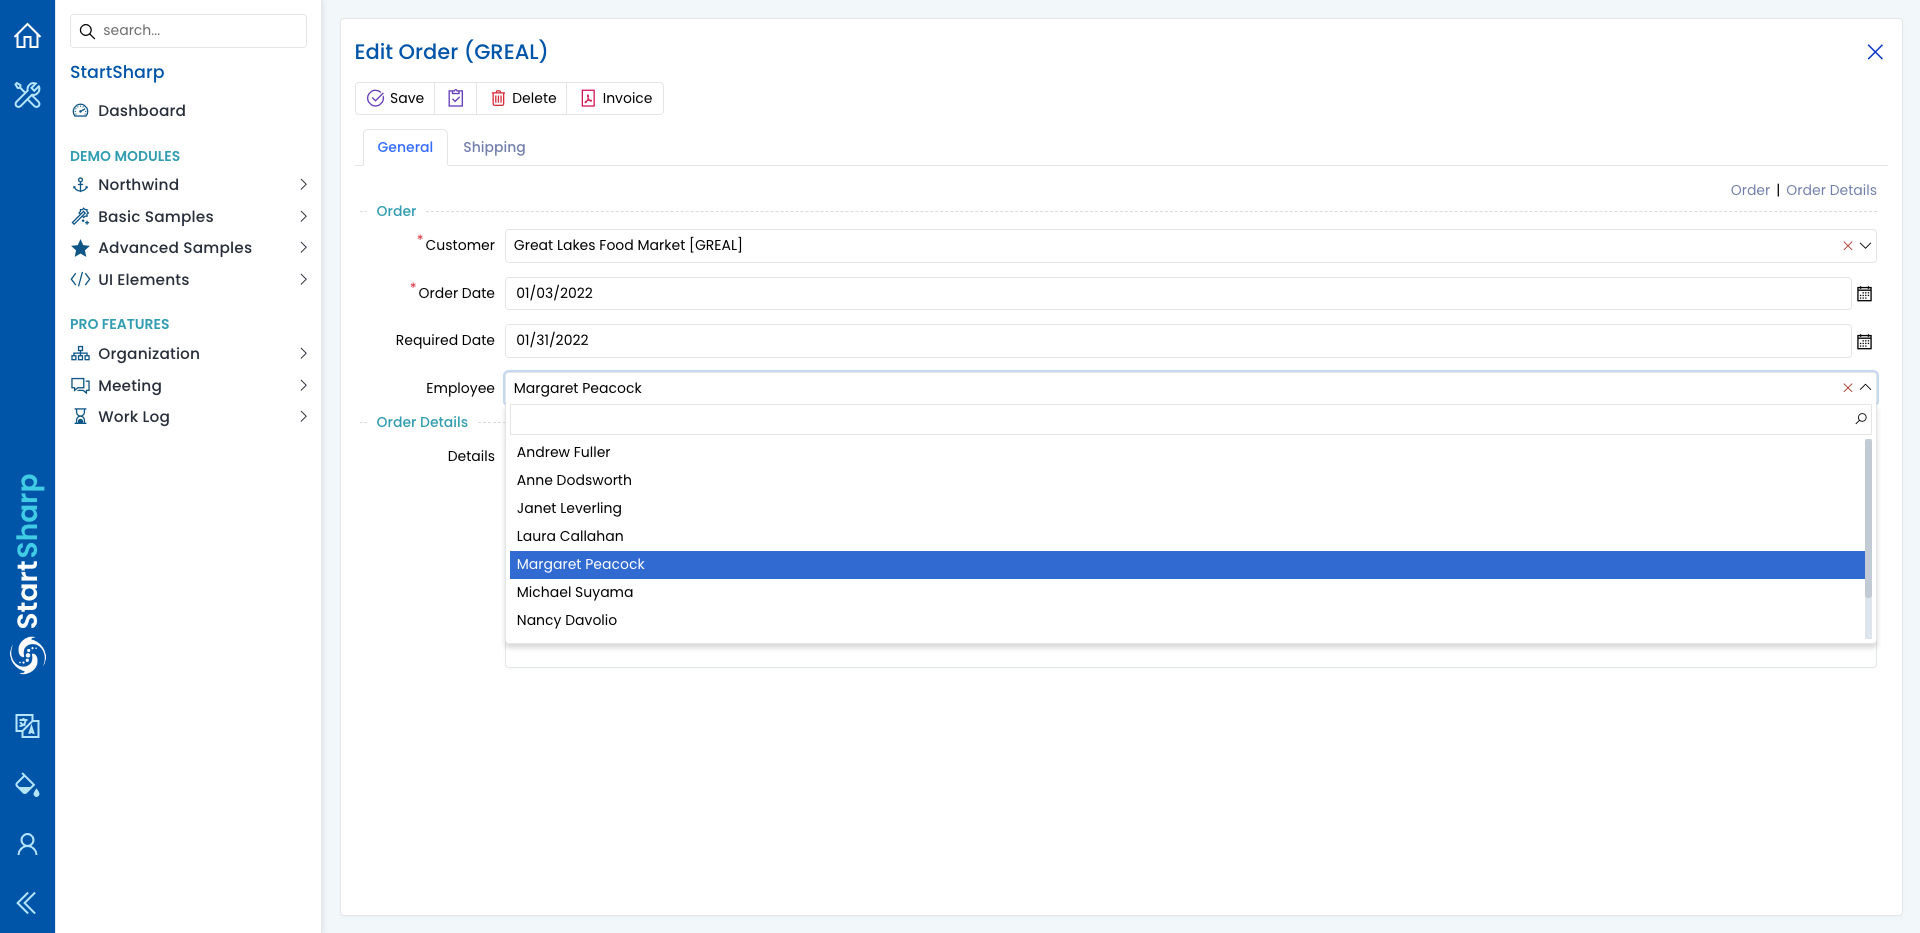 search...
StartSharp
Dashboard
DEMO MODULES
Northwind
Basic Samples
Advanced Samples
UI Elements
PRO FEATURES
Organization
Meeting
Work Log
StartSharp
Edit Order (GREAL)
Save
Delete
Invoice
General
Shipping
Order | Order Details
Order
*Customer
Great Lakes Food Market [GREAL]
*Order Date
01/03/2022
Required Date
01/31/2022
Employee
Margaret Peacock
Order Details
Details
Andrew Fuller
Anne Dodsworth
Janet Leverling
Laura Callahan
Margaret Peacock
Michael Suyama
Nancy Davolio